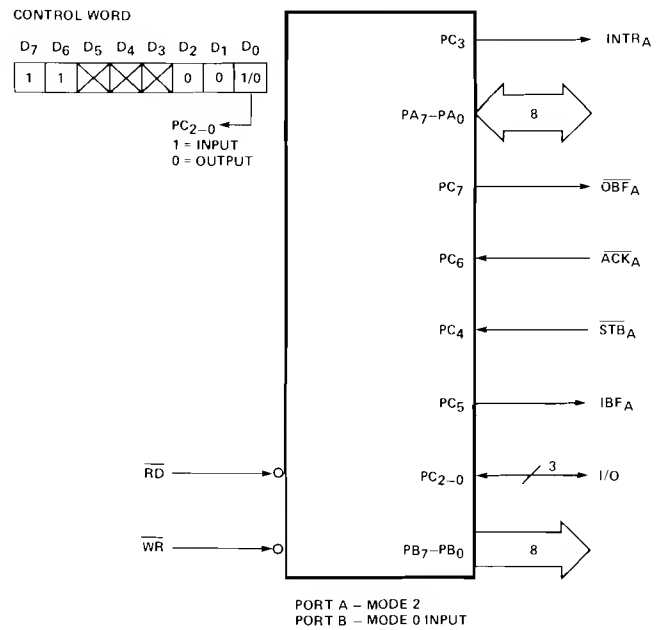 CONTROL WORD
D7 D6 D5 D4 D3 D2 D1 D0
1 1 0 0 1/0
PC2–0
1 = INPUT
0 = OUTPUT
PC3 INTRA
PA7–PA0 8
PC7 OBFA
PC6 ACKA
PC4 STBA
PC5 IBFA
RD PC2–0 3 I/O
WR PB7–PB0 8
PORT A – MODE 2
PORT B – MODE 0 INPUT